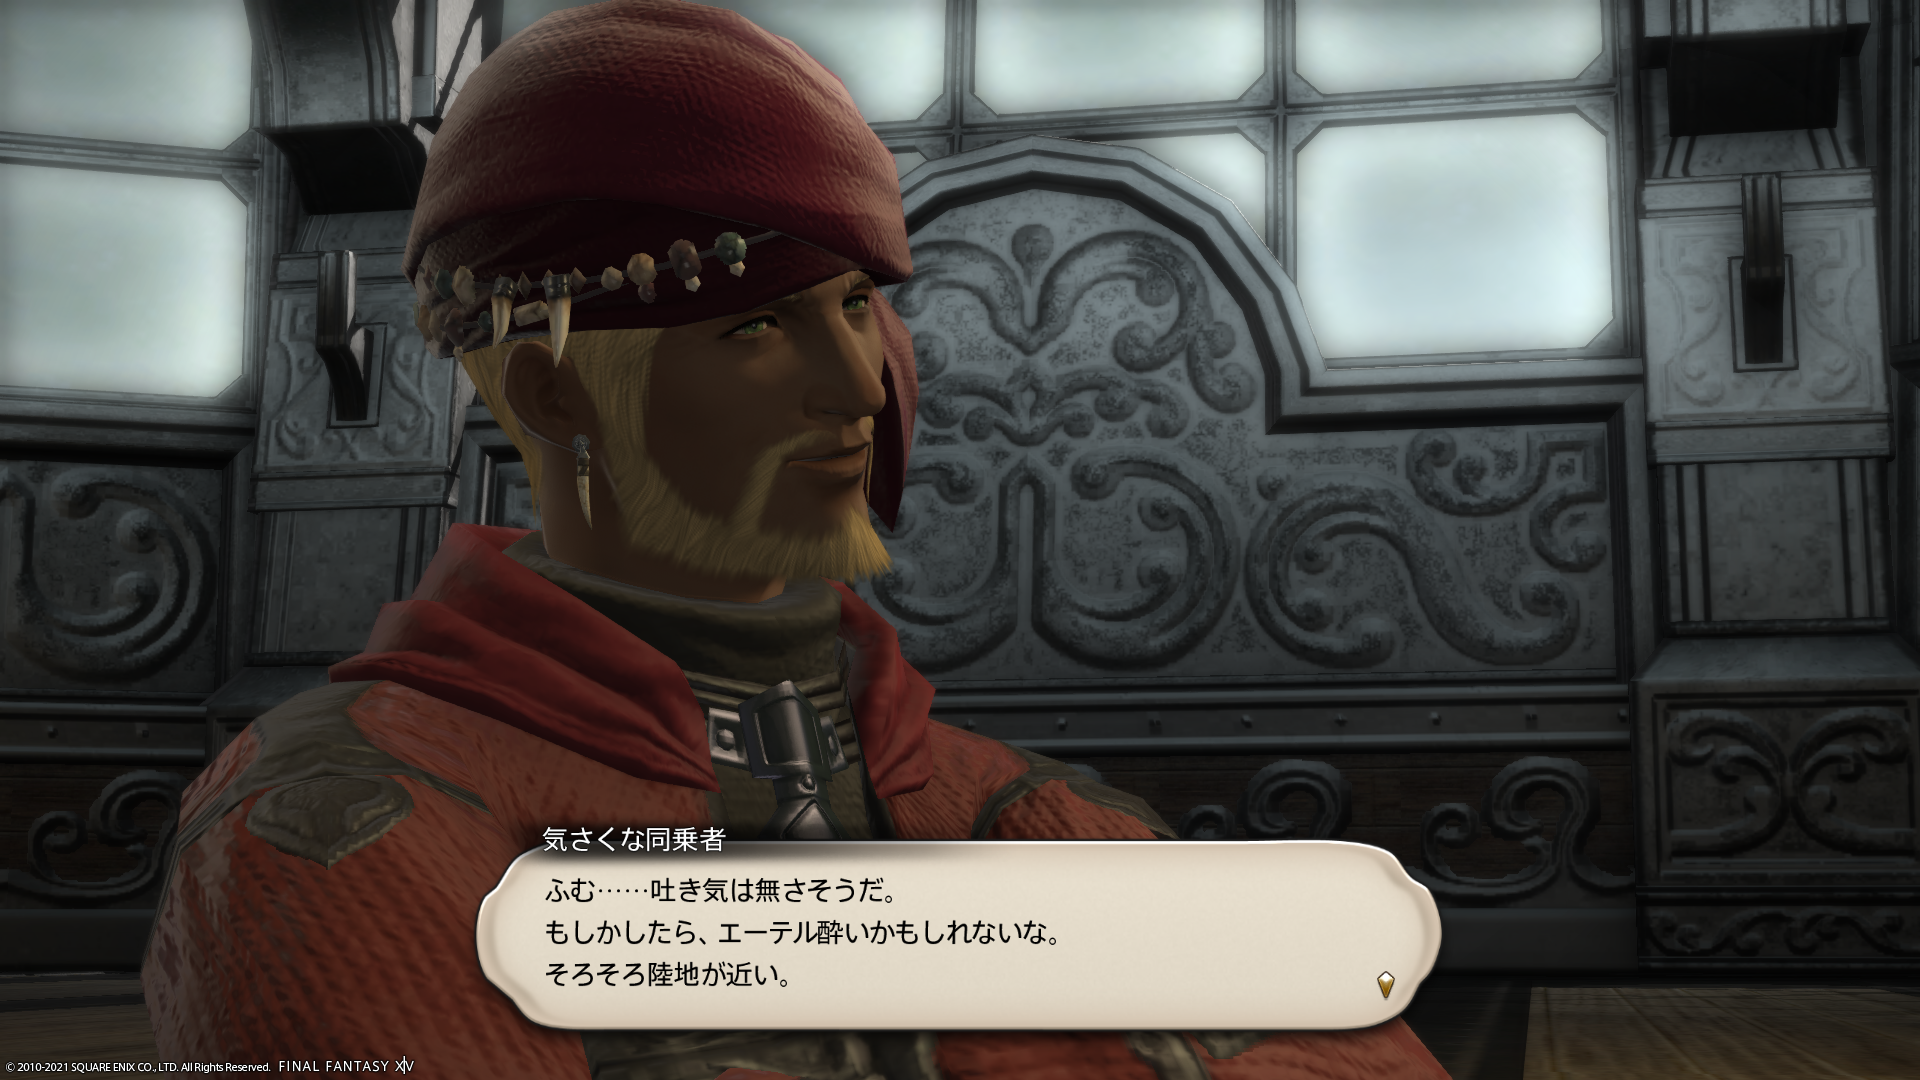 気さくな同乗者
ふむ……吐き気は無さそうだ。
もしかしたら、エーテル酔いかもしれないな。
そろそろ陸地が近い。
© 2010-2021 SQUARE ENIX CO., LTD. All Rights Reserved. FINAL FANTASY XIV